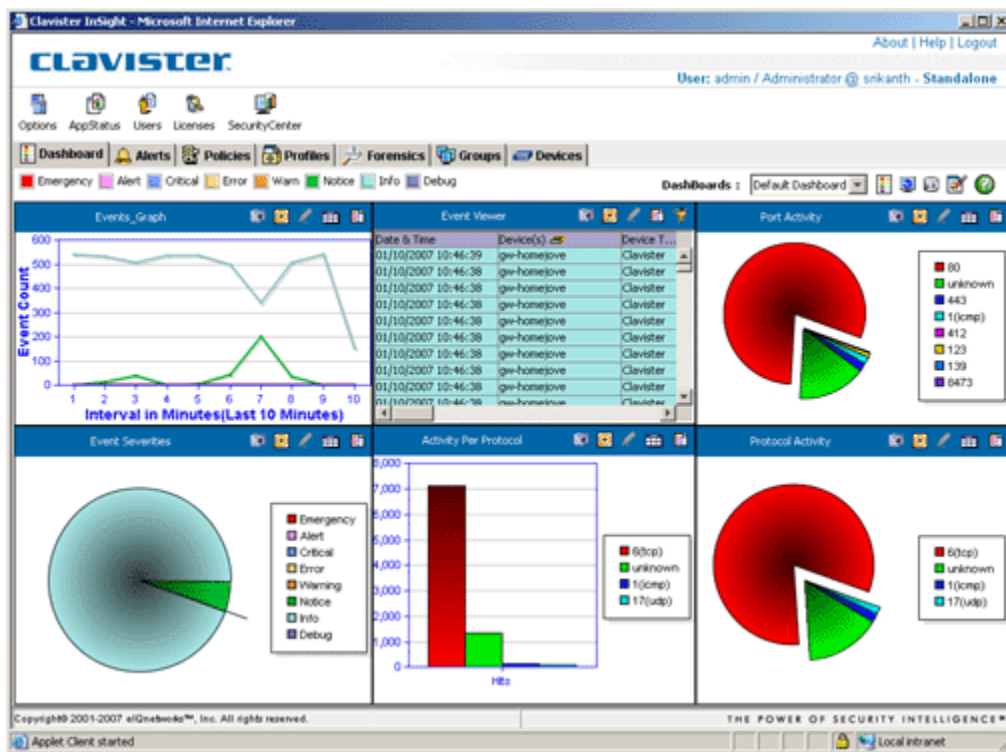 Clavister InSight - Microsoft Internet Explorer
About | Help | Logout
CLAVISTER
User: admin / Administrator @ srikanth - Standalone
Options AppStatus Users Licenses SecurityCenter
Dashboard Alerts Policies Profiles Forensics Groups Devices
Emergency Alert Critical Error Warn Notice Info Debug
DashBoards : Default Dashboard
Events_Graph
600
500
400
300
200
100
0
Event Count
1 2 3 4 5 6 7 8 9 10
Interval in Minutes(Last 10 Minutes)
Event Viewer
Date & Time Device(s) Device T...
01/10/2007 10:46:39 gw-homejove Clavister
01/10/2007 10:46:38 gw-homejove Clavister
01/10/2007 10:46:38 gw-homejove Clavister
01/10/2007 10:46:38 gw-homejove Clavister
01/10/2007 10:46:38 gw-homejove Clavister
01/10/2007 10:46:38 gw-homejove Clavister
01/10/2007 10:46:38 gw-homejove Clavister
01/10/2007 10:46:38 gw-homejove Clavister
01/10/2007 10:46:38 gw-homejove Clavister
01/10/2007 10:46:38 gw-homejove Clavister
Port Activity
80
unknown
443
1(icmp)
412
123
139
8473
Event Severities
Emergency
Alert
Critical
Error
Warning
Notice
Info
Debug
Activity Per Protocol
8,000
7,000
6,000
5,000
4,000
3,000
2,000
1,000
0
Hits
6(tcp)
unknown
1(icmp)
17(udp)
Protocol Activity
6(tcp)
unknown
1(icmp)
17(udp)
Copyright© 2001-2007 eIQnetworks™, Inc. All rights reserved.
THE POWER OF SECURITY INTELLIGENCE
Applet Client started
Local intranet